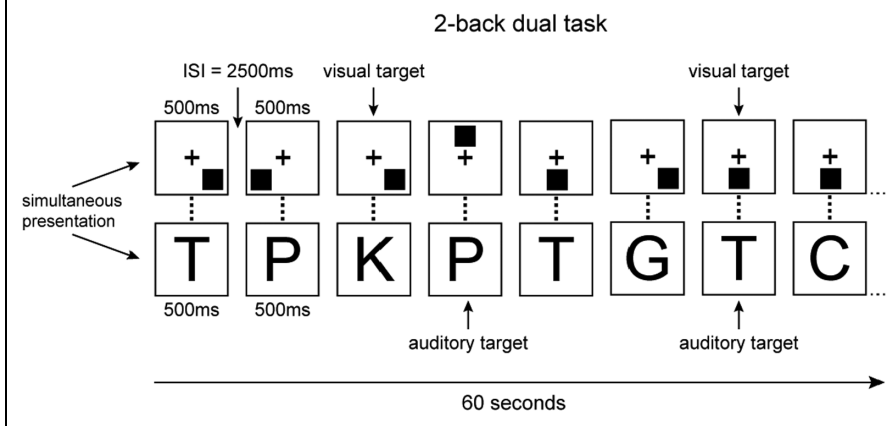 2-back dual task
ISI = 2500ms
visual target
visual target
500ms
500ms
simultaneous
presentation
T
P
K
P
T
G
T
C
500ms
500ms
auditory target
auditory target
60 seconds